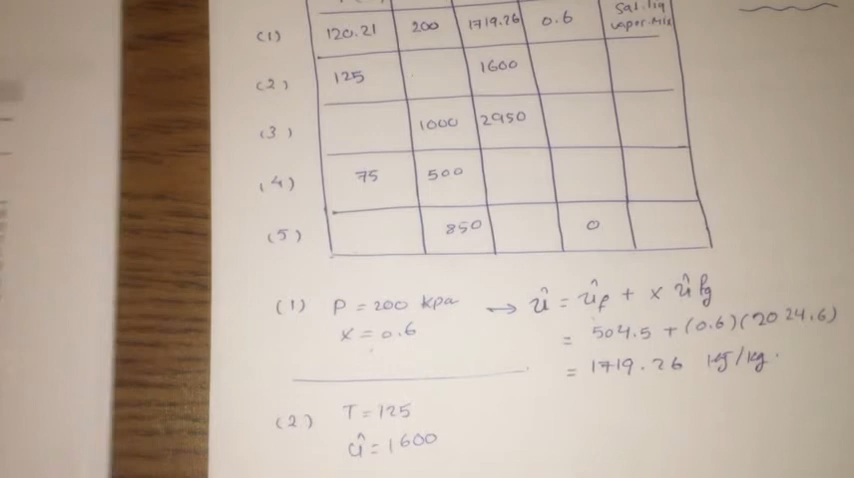 (1) 120.21 200 1719.26 0.6 Sat.liq vapor.Mix
(2) 125 1600
(3) 1000 2950
(4) 75 500
(5) 850 0
(1) P = 200 kpa → û = ûf + x ûfg
x = 0.6
= 504.5 + (0.6)(2024.6)
= 1719.26 kJ/kg.
(2) T = 125
û = 1600